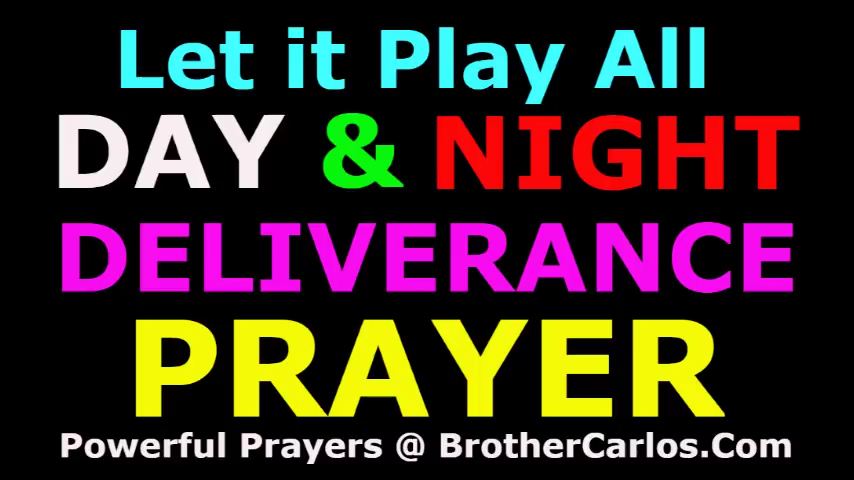 Let it Play All
DAY & NIGHT
DELIVERANCE
PRAYER
Powerful Prayers @ BrotherCarlos.Com